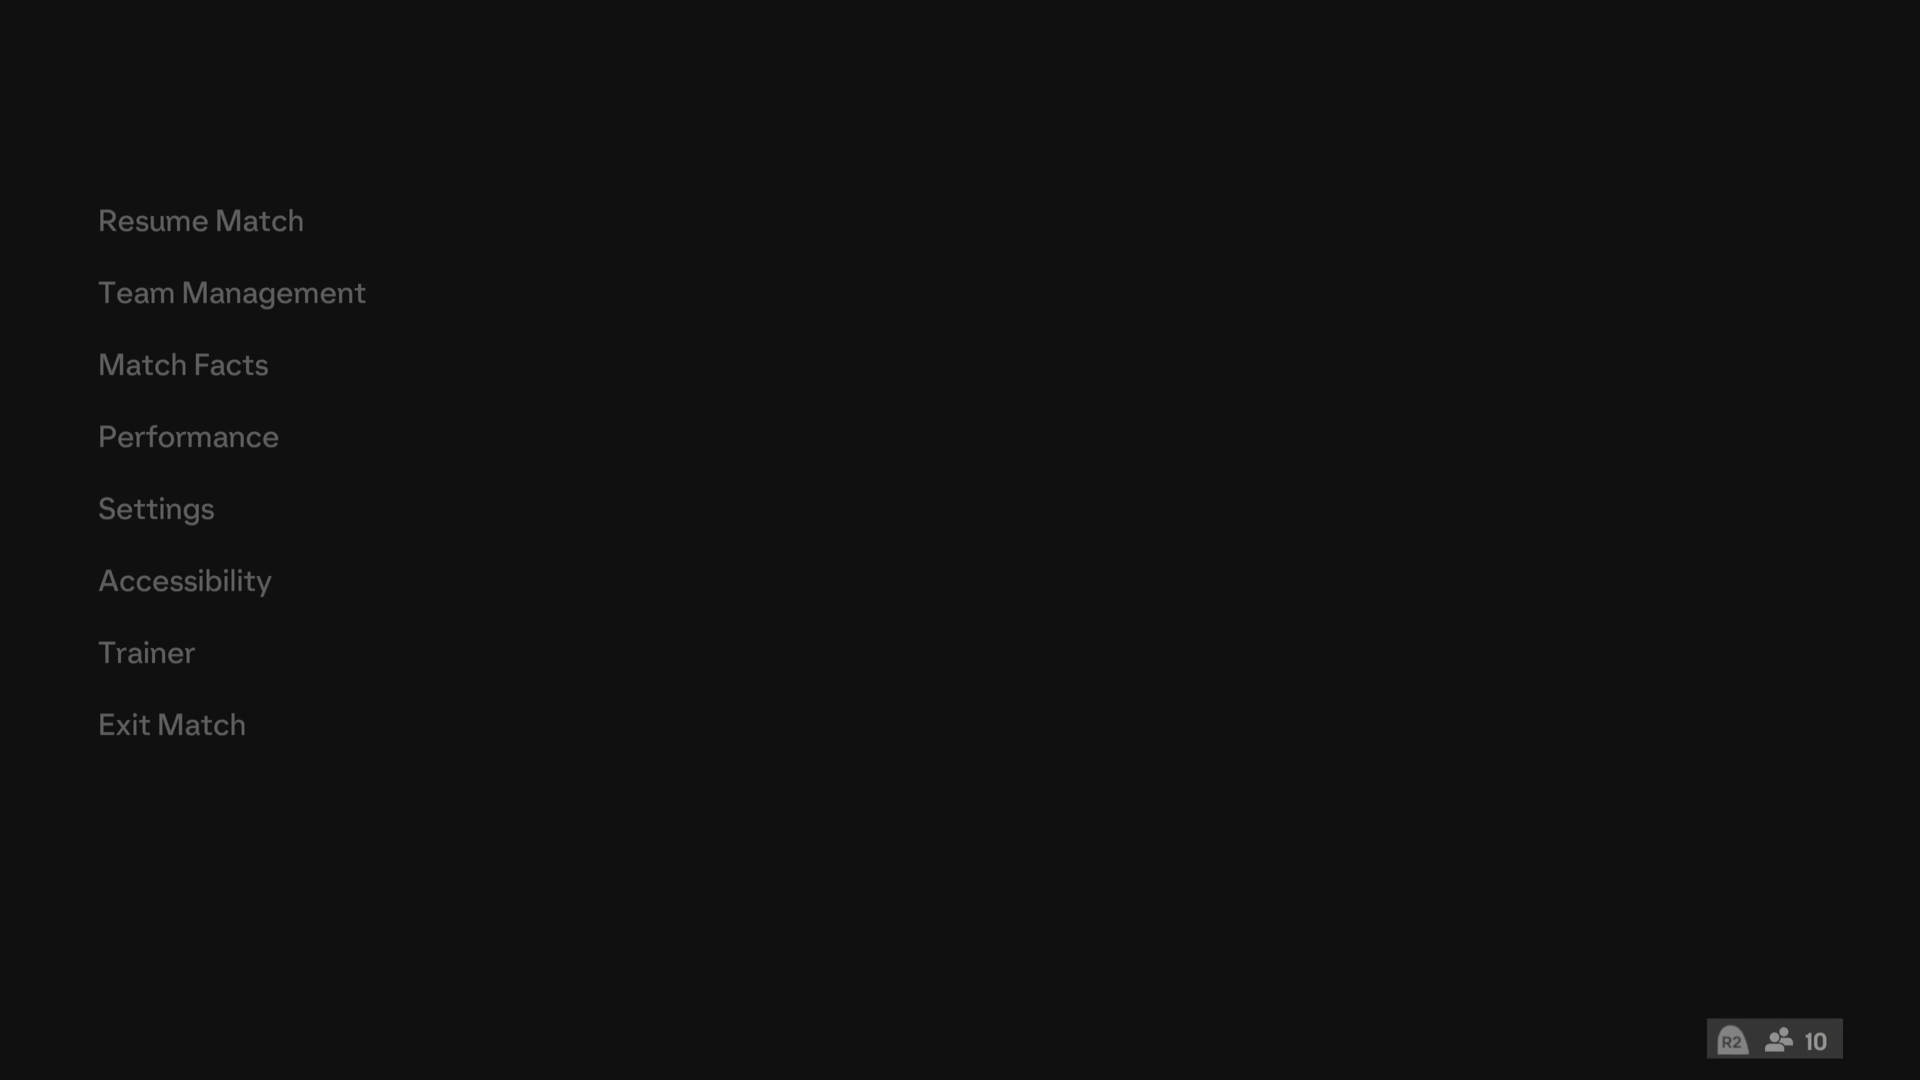 Resume Match
Team Management
Match Facts
Performance
Settings
Accessibility
Trainer
Exit Match
R2 10